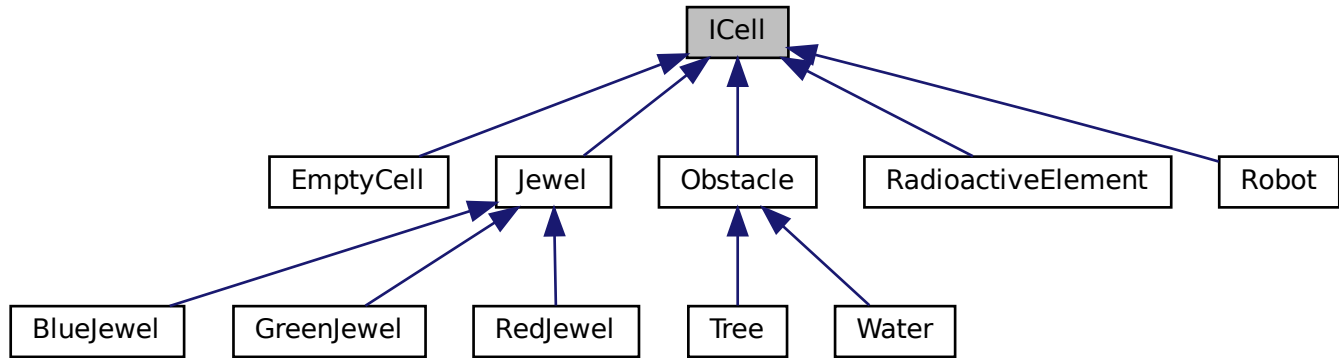 ICell
EmptyCell
Jewel
Obstacle
RadioactiveElement
Robot
BlueJewel
GreenJewel
RedJewel
Tree
Water